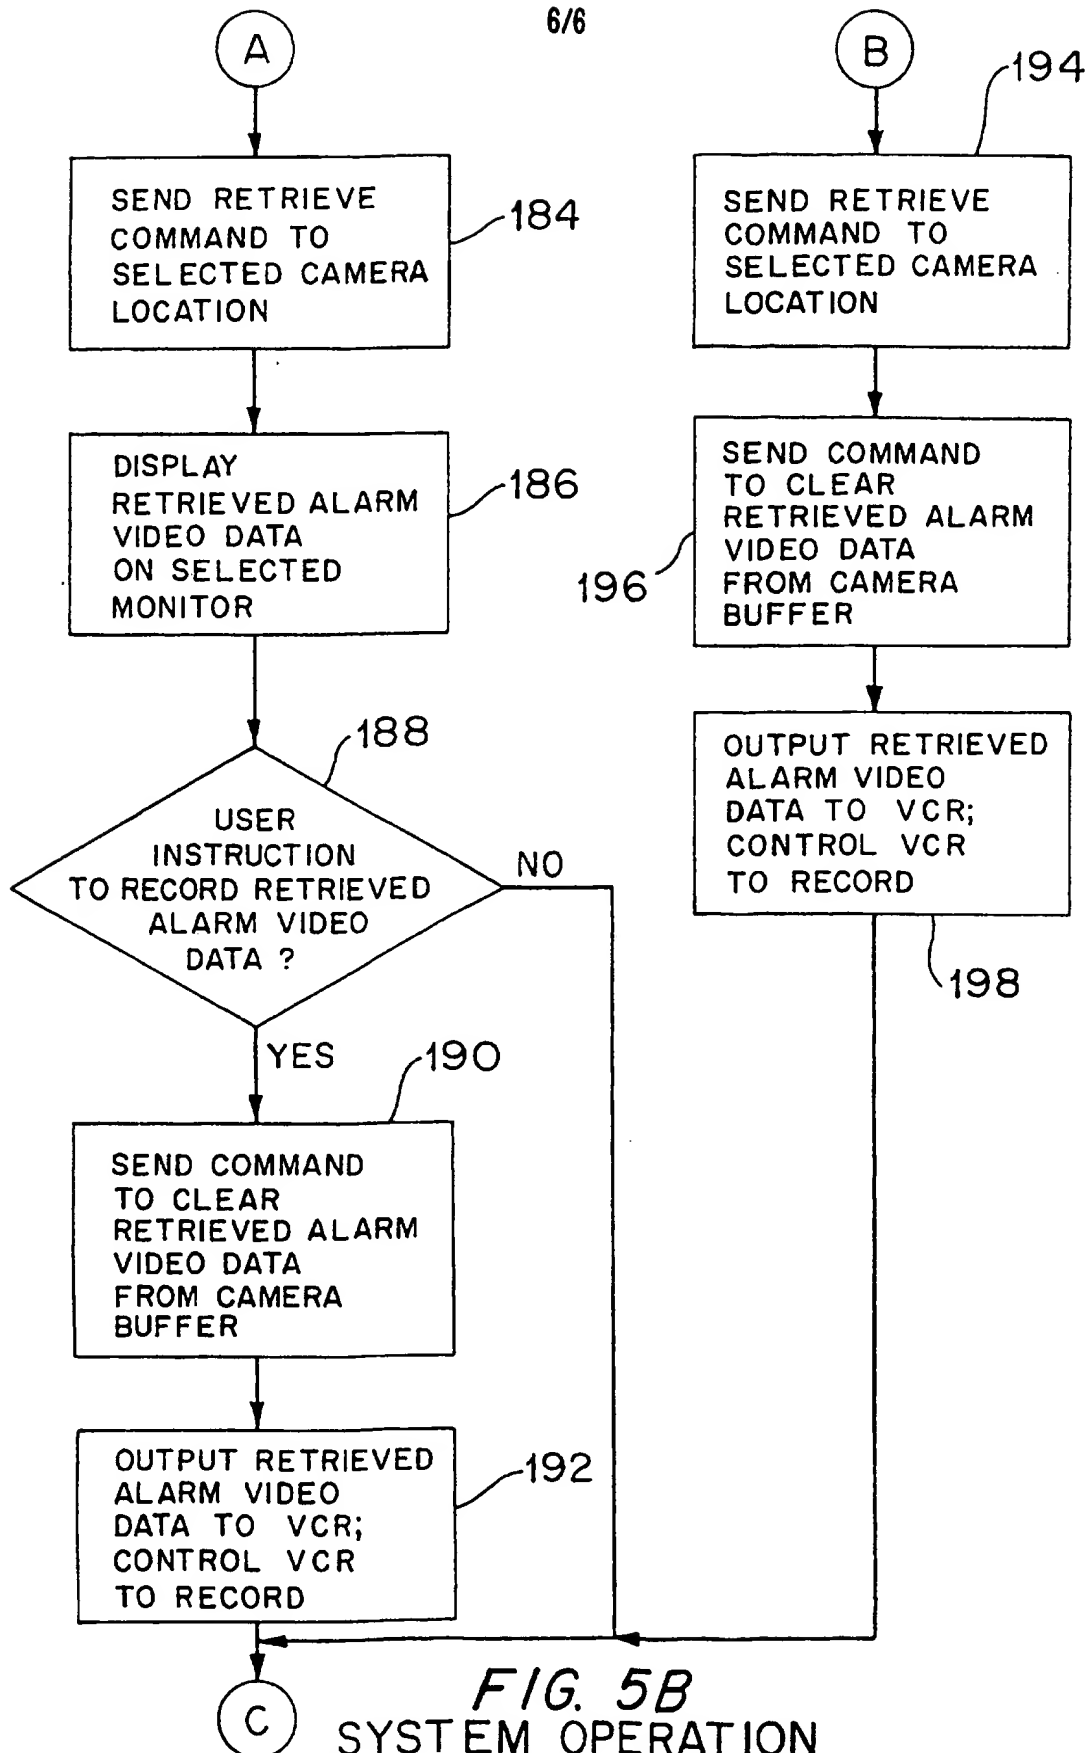 6/6
A
SEND RETRIEVE
COMMAND TO
SELECTED CAMERA
LOCATION
184
DISPLAY
RETRIEVED ALARM
VIDEO DATA
ON SELECTED
MONITOR
186
188
USER
INSTRUCTION
TO RECORD RETRIEVED
ALARM VIDEO
DATA ?
NO
YES
190
SEND COMMAND
TO CLEAR
RETRIEVED ALARM
VIDEO DATA
FROM CAMERA
BUFFER
OUTPUT RETRIEVED
ALARM VIDEO
DATA TO VCR;
CONTROL VCR
TO RECORD
192
C
B
194
SEND RETRIEVE
COMMAND TO
SELECTED CAMERA
LOCATION
SEND COMMAND
TO CLEAR
RETRIEVED ALARM
VIDEO DATA
FROM CAMERA
BUFFER
196
OUTPUT RETRIEVED
ALARM VIDEO
DATA TO VCR;
CONTROL VCR
TO RECORD
198
FIG. 5B
SYSTEM OPERATION